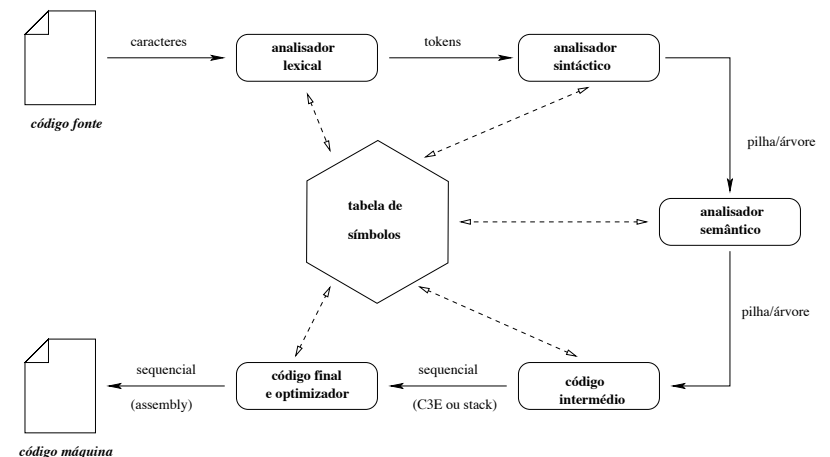 caracteres
analisador
lexical
tokens
analisador
sintáctico
código fonte
pilha/árvore
tabela de
símbolos
analisador
semântico
pilha/árvore
sequencial
(assembly)
código final
e optimizador
sequencial
(C3E ou stack)
código
intermédio
código máquina